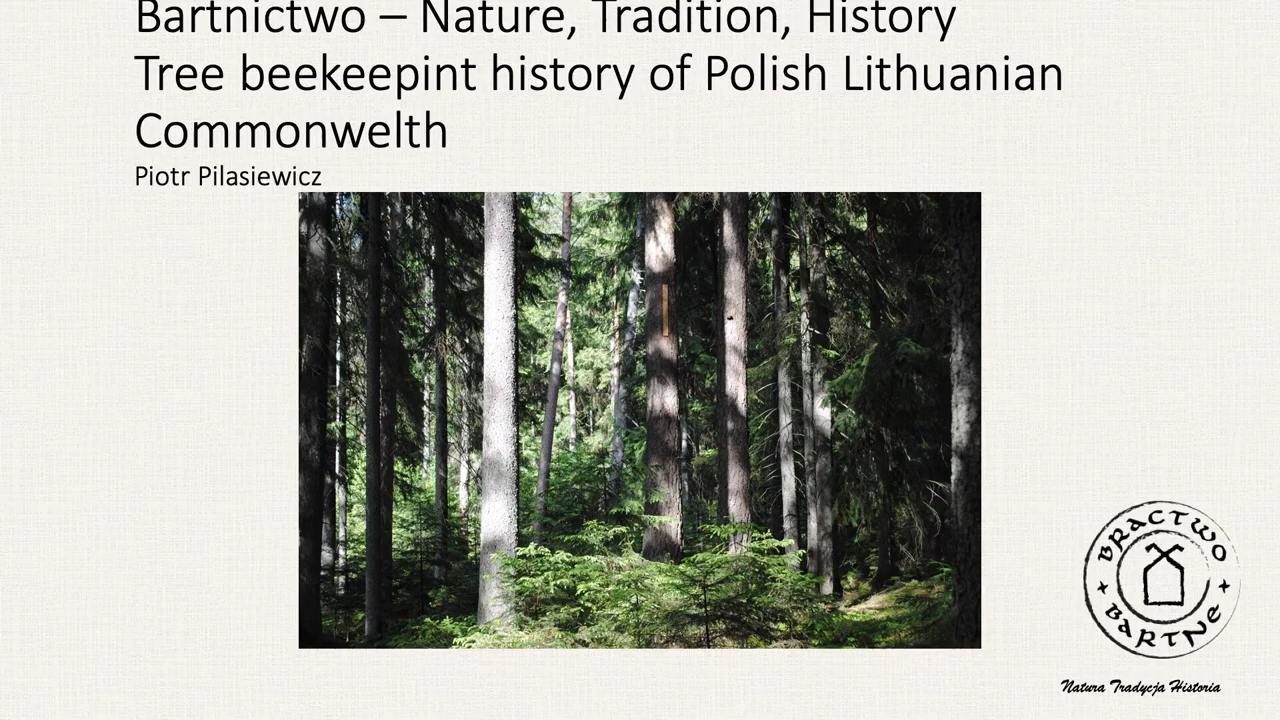 Bartnictwo – Nature, Tradition, History
Tree beekeepint history of Polish Lithuanian
Commonwelth
Piotr Pilasiewicz
BRACTWO
BARTNE
Natura Tradycja Historia